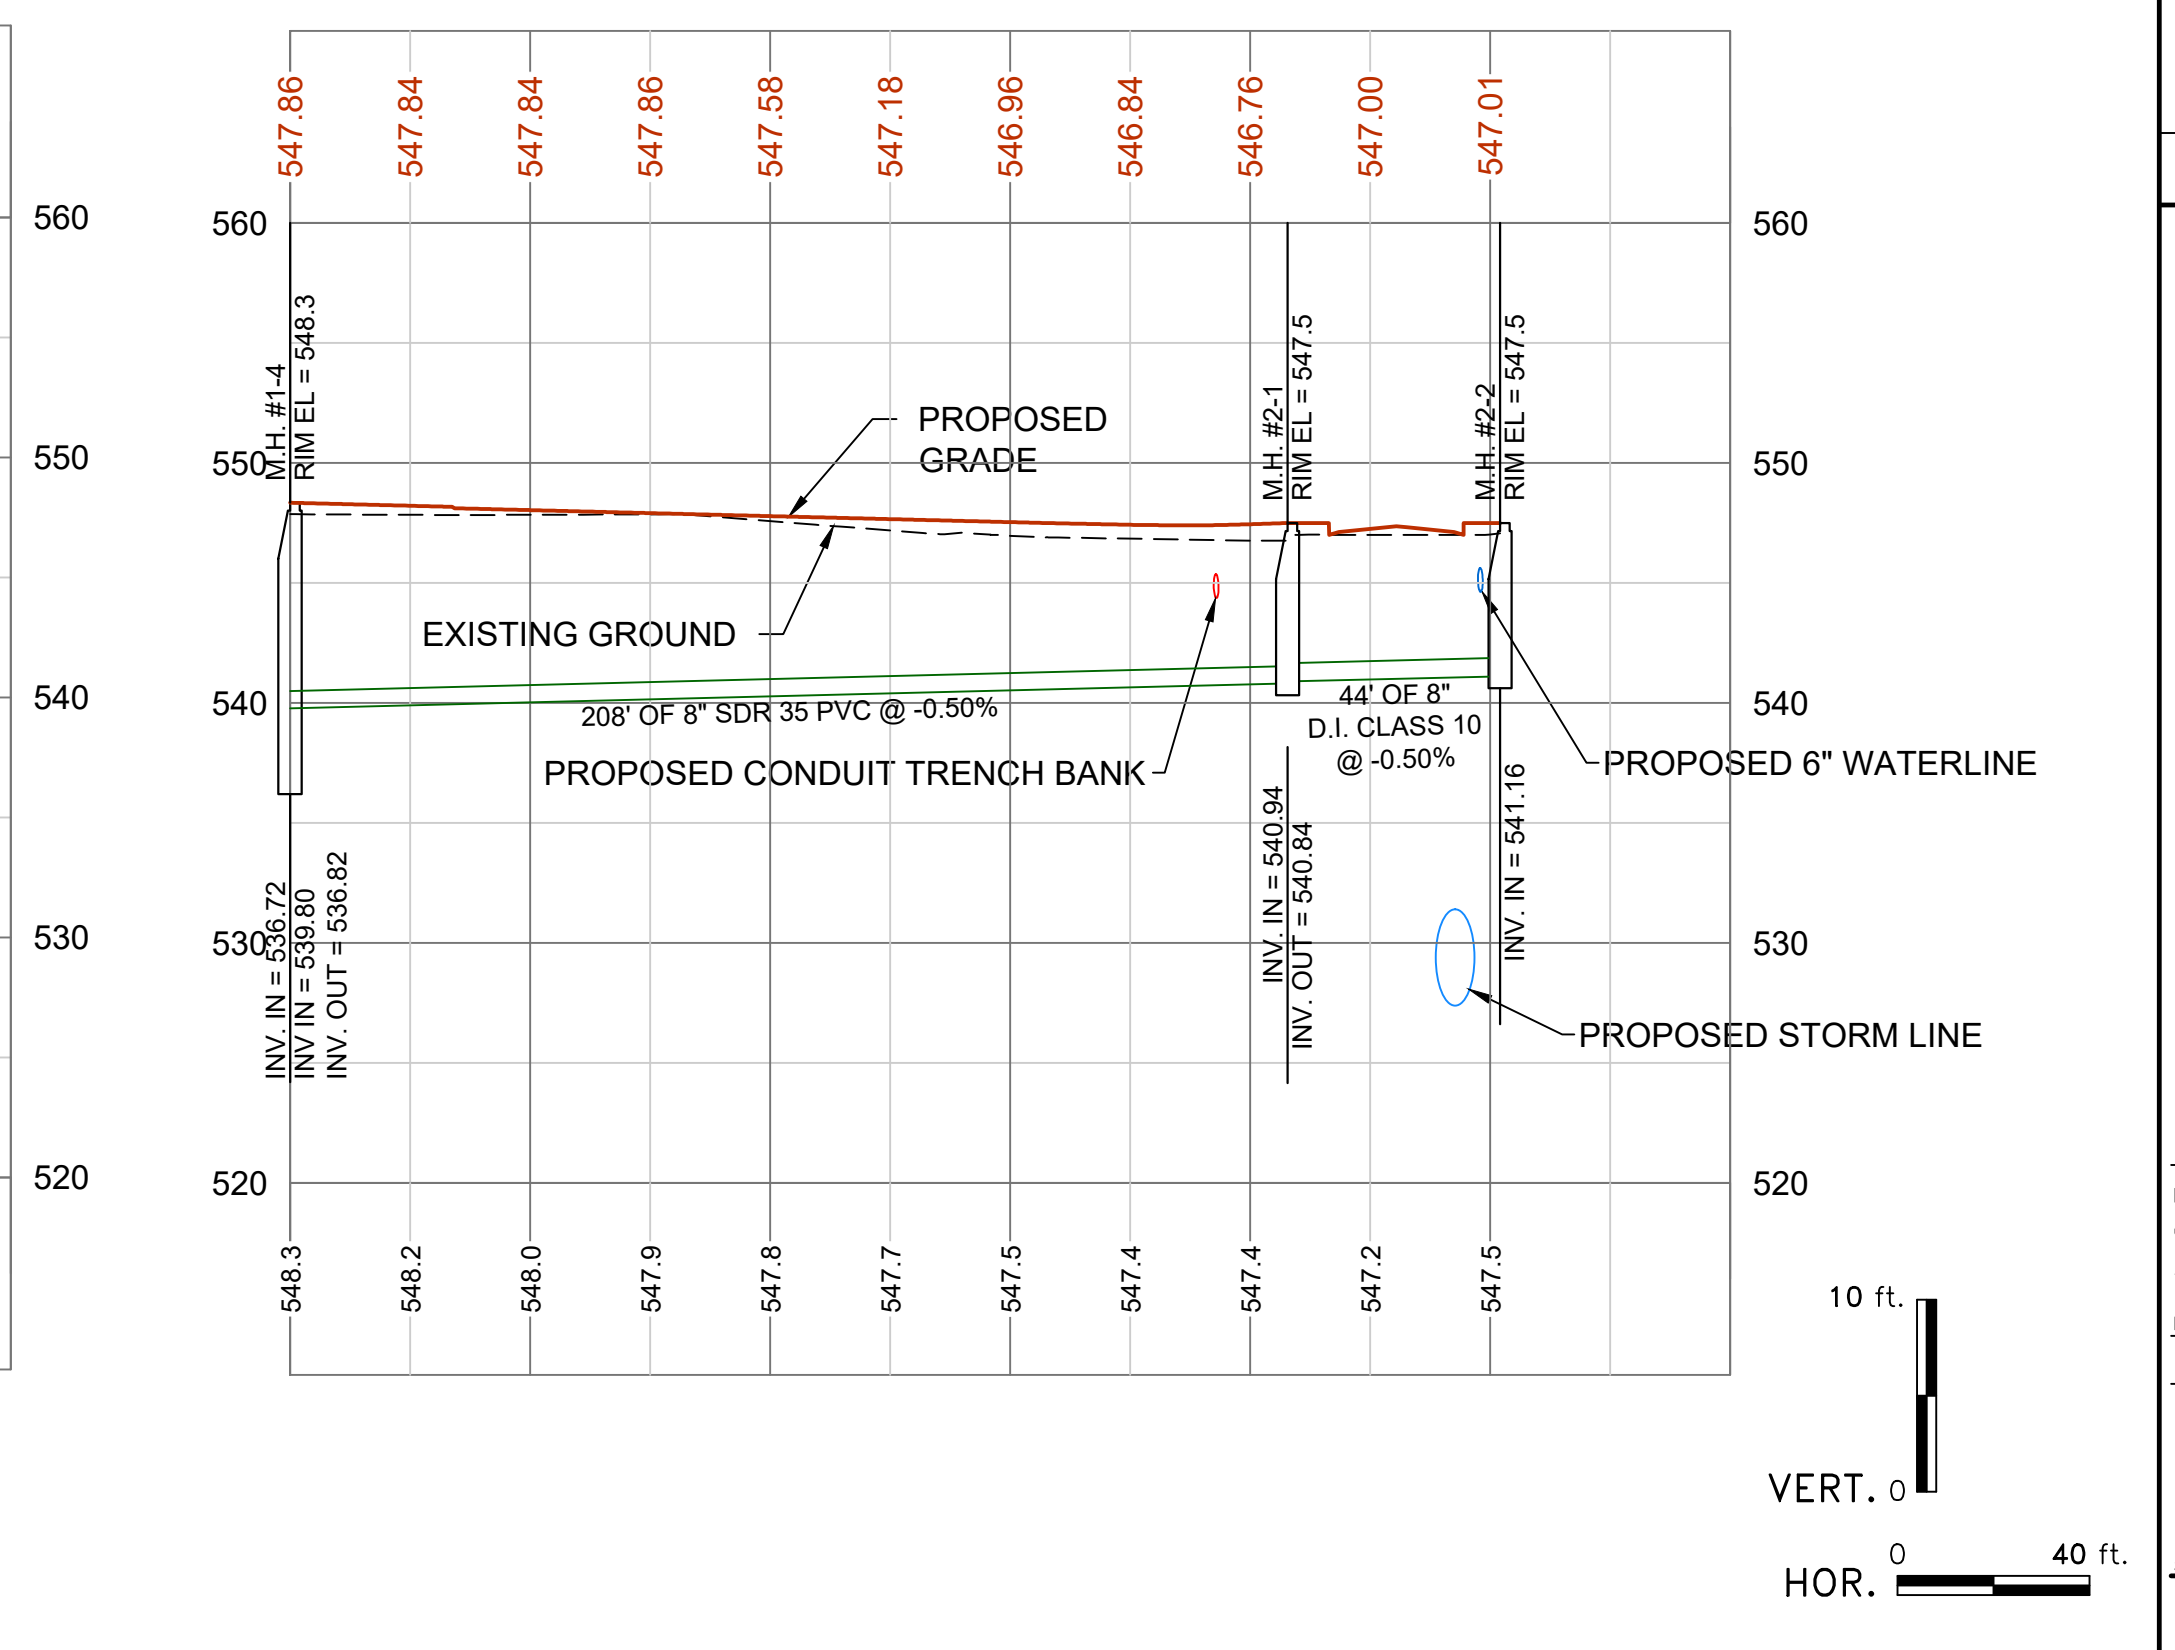 547.86
547.84
547.84
547.86
547.58
547.18
546.96
546.84
546.76
547.00
547.01
560
560
560
M.H. #1-4
RIM EL = 548.3
M.H. #2-1
RIM EL = 547.5
M.H. #2-2
RIM EL = 547.5
PROPOSED
GRADE
550
550
550
EXISTING GROUND
540
540
540
208' OF 8" SDR 35 PVC @ -0.50%
44' OF 8"
D.I. CLASS 10
@ -0.50%
PROPOSED CONDUIT TRENCH BANK
PROPOSED 6" WATERLINE
INV. IN = 536.72
INV IN = 539.80
INV. OUT = 536.82
INV. IN = 540.94
INV. OUT = 540.84
INV. IN = 541.16
530
530
530
PROPOSED STORM LINE
520
520
520
548.3
548.2
548.0
547.9
547.8
547.7
547.5
547.4
547.4
547.2
547.5
10 ft.
VERT. 0
0 40 ft.
HOR.